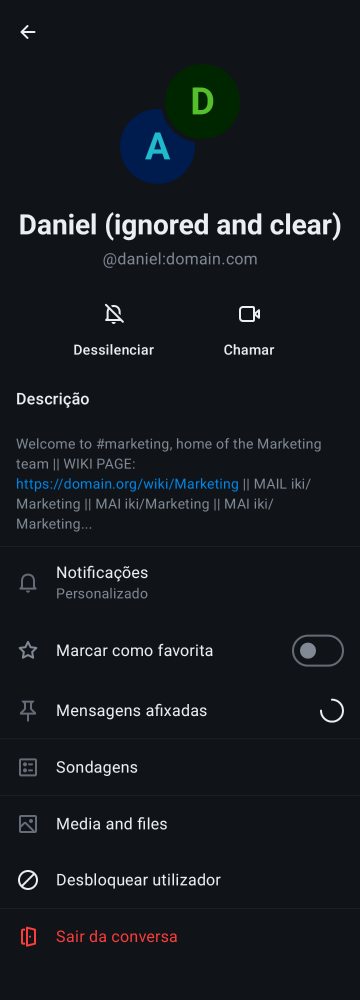 D
A
Daniel (ignored and clear)
@daniel:domain.com
Dessilenciar
Chamar
Descrição
Welcome to #marketing, home of the Marketing
team || WIKI PAGE:
https://domain.org/wiki/Marketing || MAIL iki/
Marketing || MAI iki/Marketing || MAI iki/
Marketing...
Notificações
Personalizado
Marcar como favorita
Mensagens afixadas
Sondagens
Media and files
Desbloquear utilizador
Sair da conversa